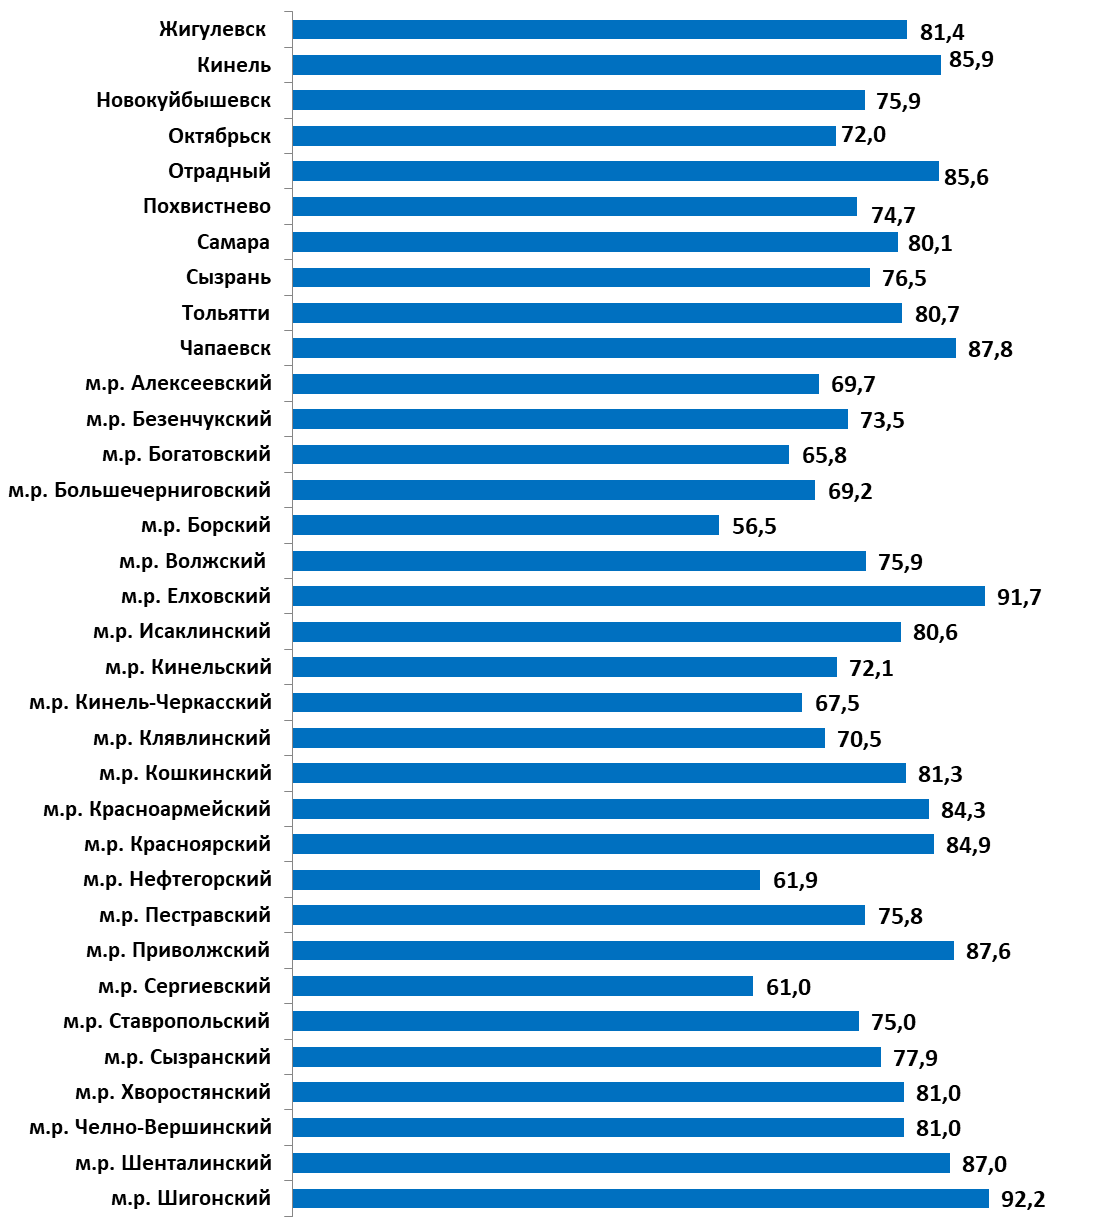 Жигулевск 81,4
Кинель 85,9
Новокуйбышевск 75,9
Октябрьск 72,0
Отрадный 85,6
Похвистнево 74,7
Самара 80,1
Сызрань 76,5
Тольятти 80,7
Чапаевск 87,8
м.р. Алексеевский 69,7
м.р. Безенчукский 73,5
м.р. Богатовский 65,8
м.р. Большечерниговский 69,2
м.р. Борский 56,5
м.р. Волжский 75,9
м.р. Елховский 91,7
м.р. Исаклинский 80,6
м.р. Кинельский 72,1
м.р. Кинель-Черкасский 67,5
м.р. Клявлинский 70,5
м.р. Кошкинский 81,3
м.р. Красноармейский 84,3
м.р. Красноярский 84,9
м.р. Нефтегорский 61,9
м.р. Пестравский 75,8
м.р. Приволжский 87,6
м.р. Сергиевский 61,0
м.р. Ставропольский 75,0
м.р. Сызранский 77,9
м.р. Хворостянский 81,0
м.р. Челно-Вершинский 81,0
м.р. Шенталинский 87,0
м.р. Шигонский 92,2